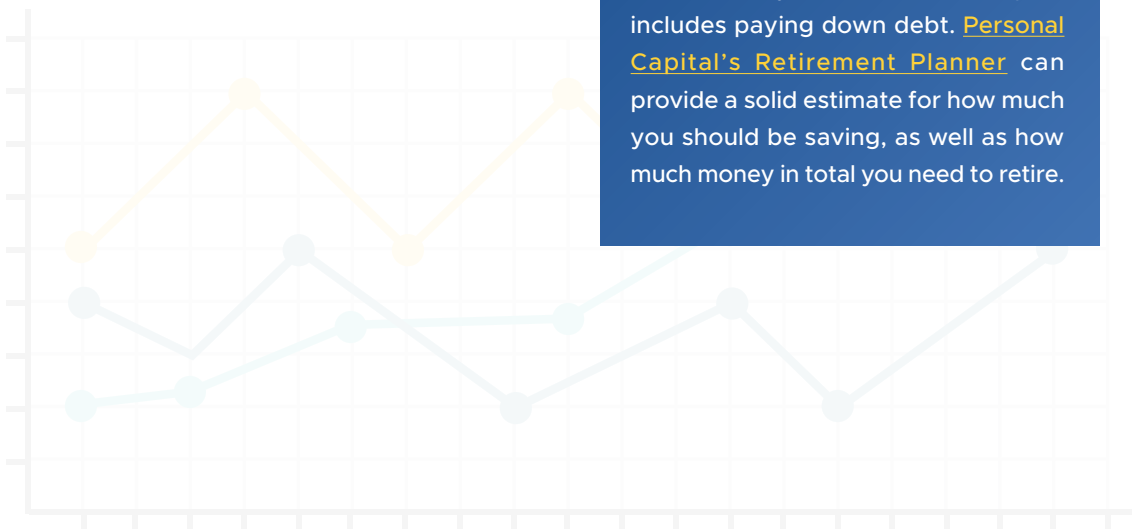 includes paying down debt. Personal
Capital’s Retirement Planner can
provide a solid estimate for how much
you should be saving, as well as how
much money in total you need to retire.